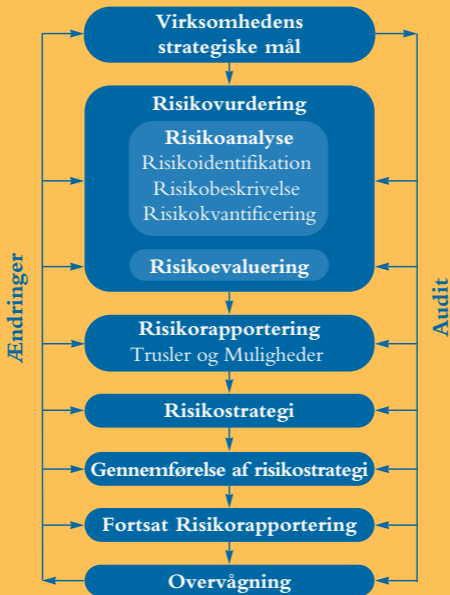 Virksomhedens
strategiske mål
Risikovurdering
Risikoanalyse
Risikoidentifikation
Risikobeskrivelse
Risikokvantificering
Risikoevaluering
Risikorapportering
Trusler og Muligheder
Risikostrategi
Gennemførelse af risikostrategi
Fortsat Risikorapportering
Overvågning
Ændringer
Audit